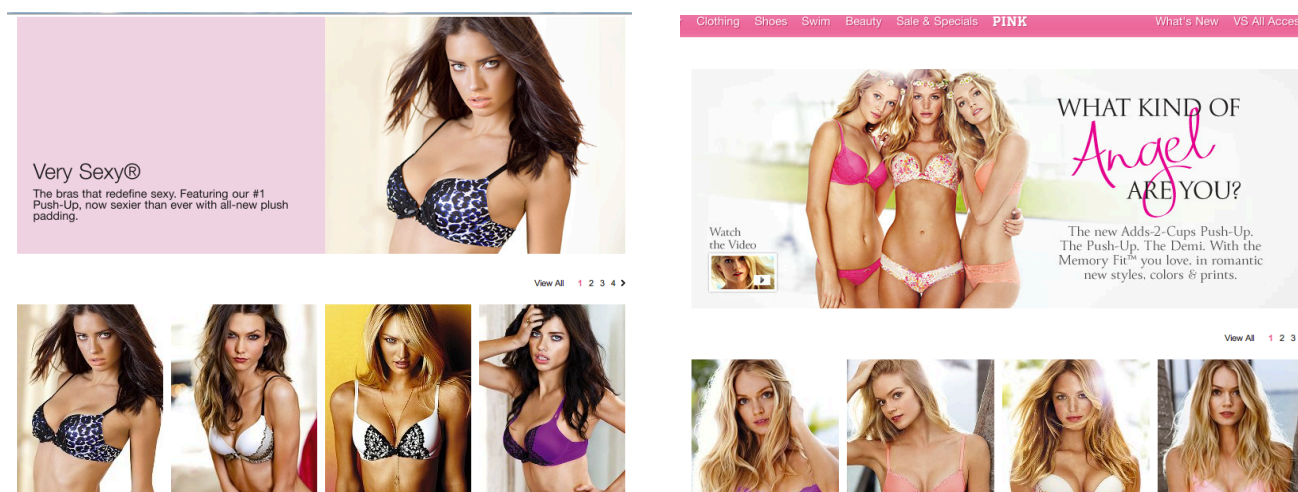 Very Sexy®
The bras that redefine sexy. Featuring our #1
Push-Up, now sexier than ever with all-new plush
padding.
View All 1 2 3 4 >
Clothing Shoes Swim Beauty Sale & Specials PINK What's New VS All Acces
WHAT KIND OF
Angel
ARE YOU?
Watch
the Video
The new Adds-2-Cups Push-Up.
The Push-Up. The Demi. With the
Memory Fit™ you love, in romantic
new styles, colors & prints.
View All 1 2 3